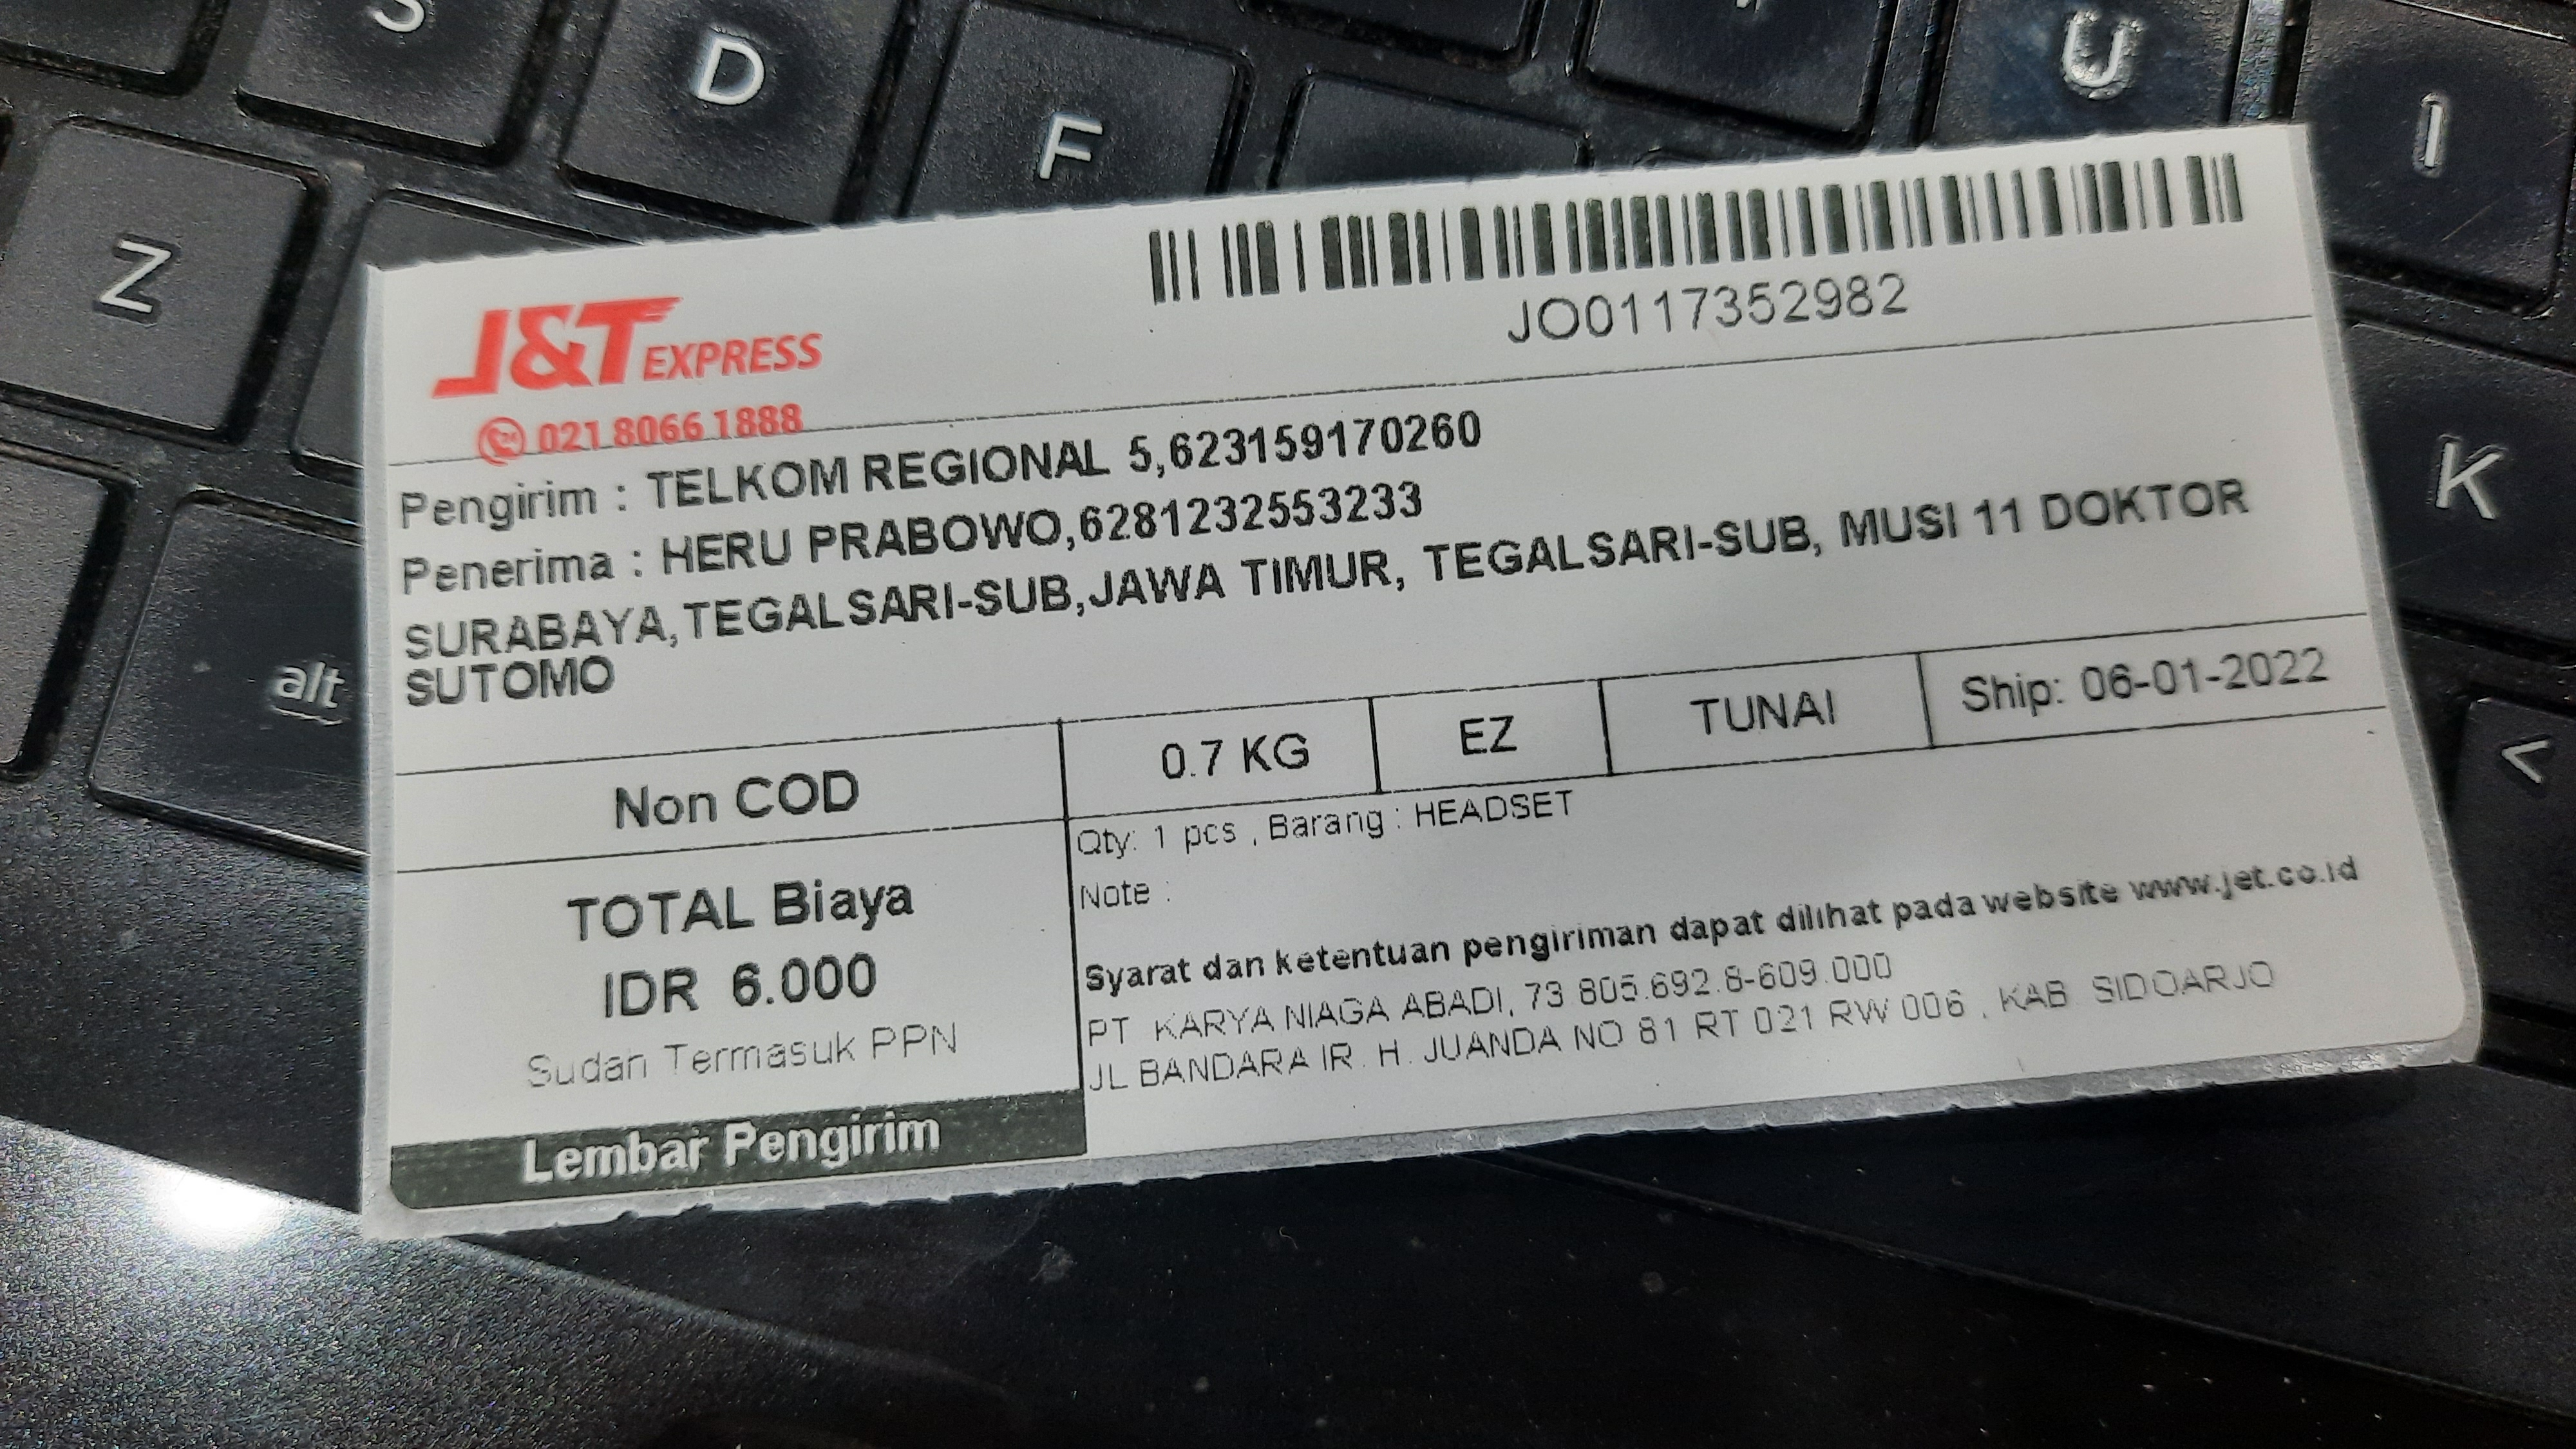 J&T EXPRESS
021 8066 1888
JO0117352982
Pengirim : TELKOM REGIONAL 5,623159170260
Penerima : HERU PRABOWO,6281232553233
SURABAYA,TEGALSARI-SUB,JAWA TIMUR, TEGALSARI-SUB, MUSI 11 DOKTOR
SUTOMO
Non COD
0.7 KG
EZ
TUNAI
Ship: 06-01-2022
TOTAL Biaya
IDR 6.000
Sudah Termasuk PPN
Lembar Pengirim
Qty: 1 pcs , Barang : HEADSET
Note :
Syarat dan ketentuan pengiriman dapat dilihat pada website www.jet.co.id
PT KARYA NIAGA ABADI, 73.805.692.8-609.000
JL BANDARA IR. H. JUANDA NO 81 RT 021 RW 006 , KAB SIDOARJO
Z
alt
S
D
F
U
I
K
<